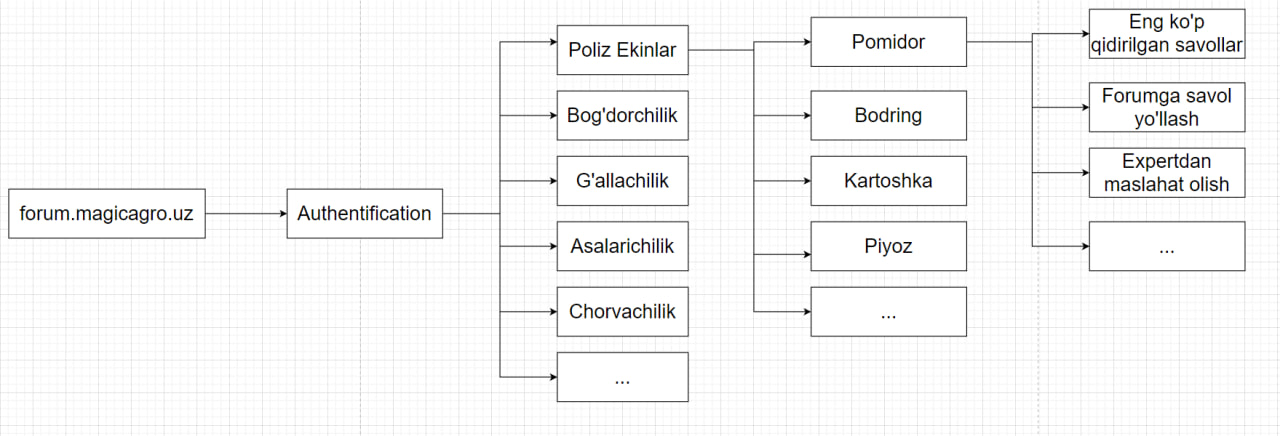 forum.magicagro.uz
Authentification
Poliz Ekinlar
Bog'dorchilik
G'allachilik
Asalarichilik
Chorvachilik
...
Pomidor
Bodring
Kartoshka
Piyoz
...
Eng ko'p
qidirilgan savollar
Forumga savol
yo'llash
Expertdan
maslahat olish
...